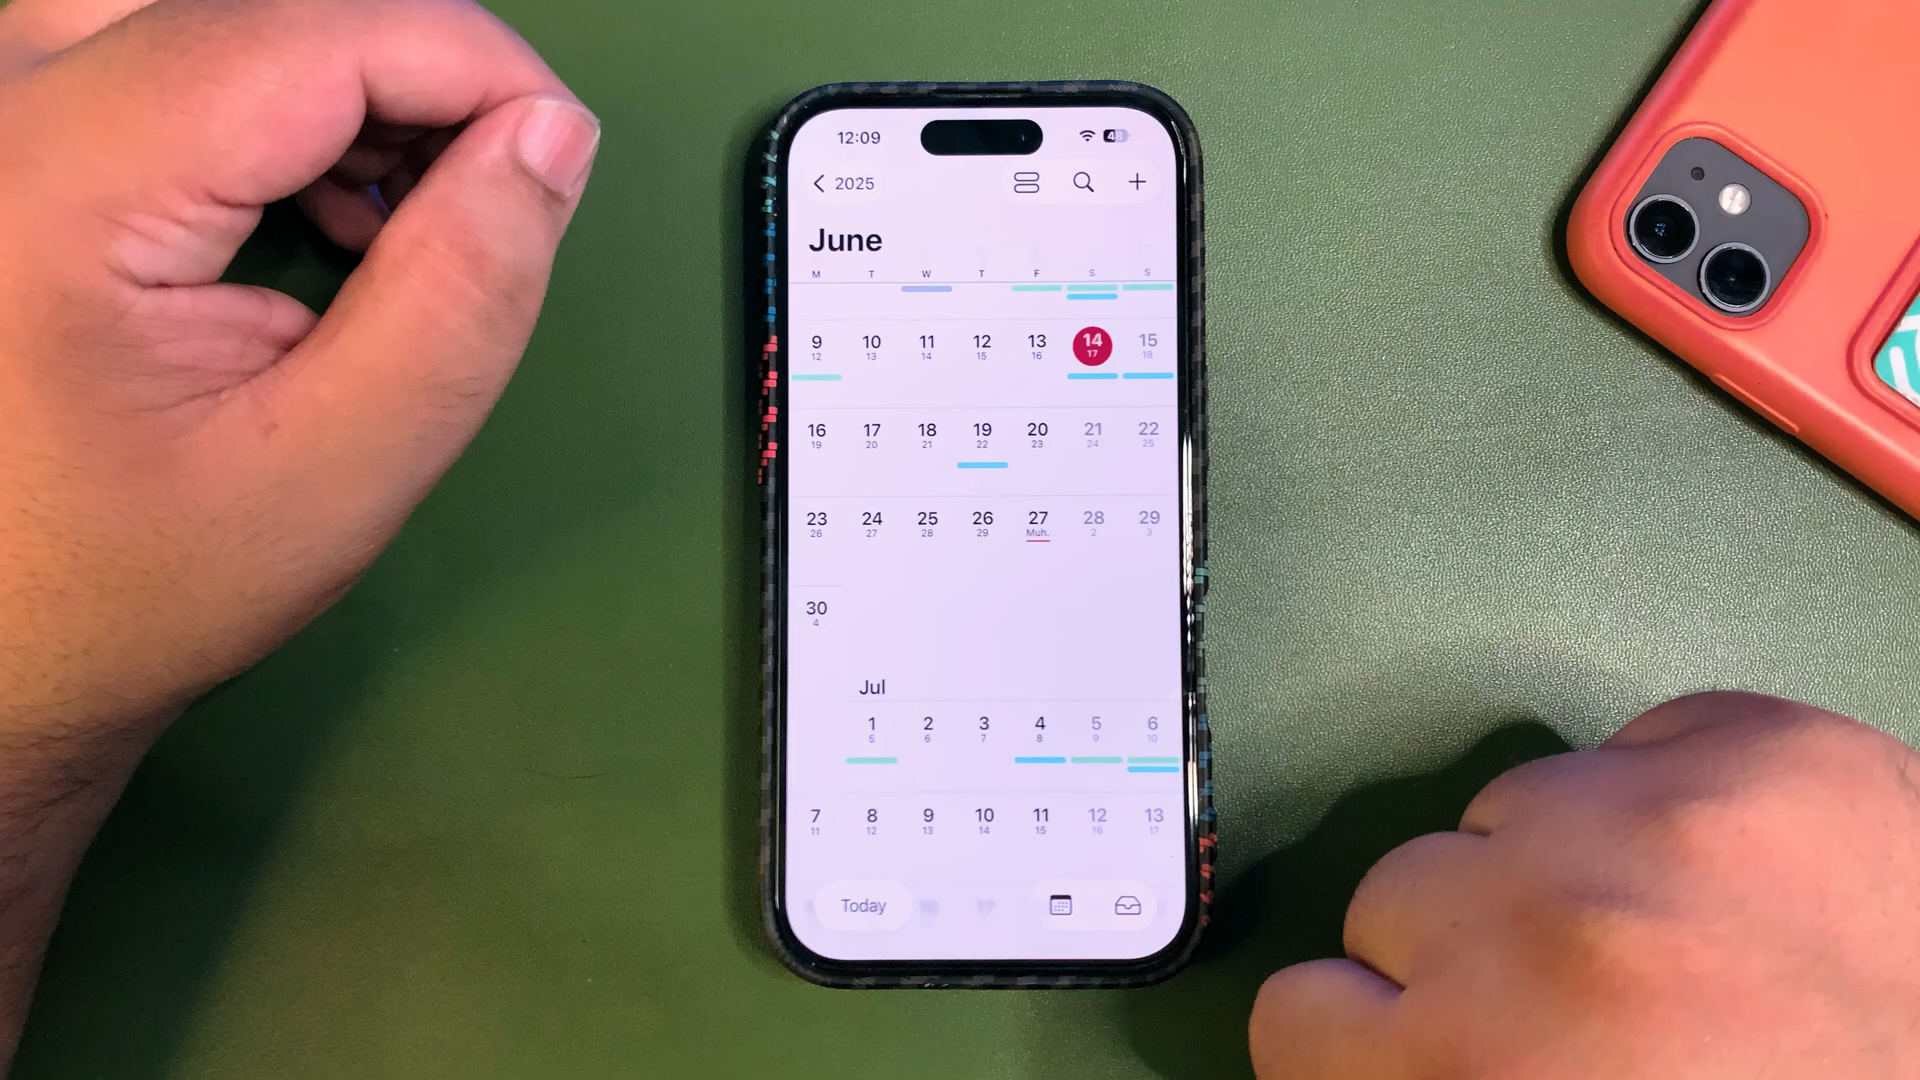 12:09
2025
June
M T W T F S S
9 10 11 12 13 14 15
12 13 14 15 16 17 18
16 17 18 19 20 21 22
19 20 21 22 23 24 25
23 24 25 26 27 28 29
26 27 28 29 Muh. 2 3
30
4
Jul
1 2 3 4 5 6
5 6 7 8 9 10
7 8 9 10 11 12 13
11 12 13 14 15 16 17
Today